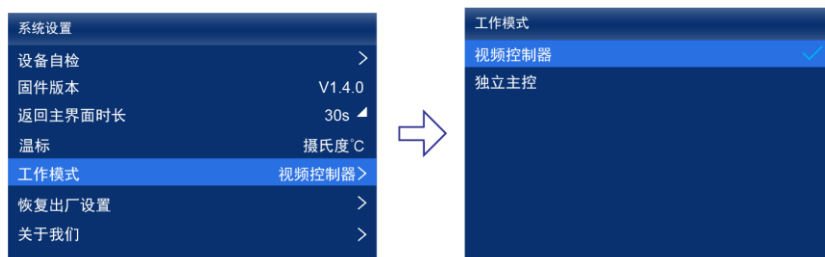 系统设置
设备自检
固件版本 V1.4.0
返回主界面时长 30s
温标 摄氏度℃
工作模式 视频控制器>
恢复出厂设置
关于我们
工作模式
视频控制器
独立主控